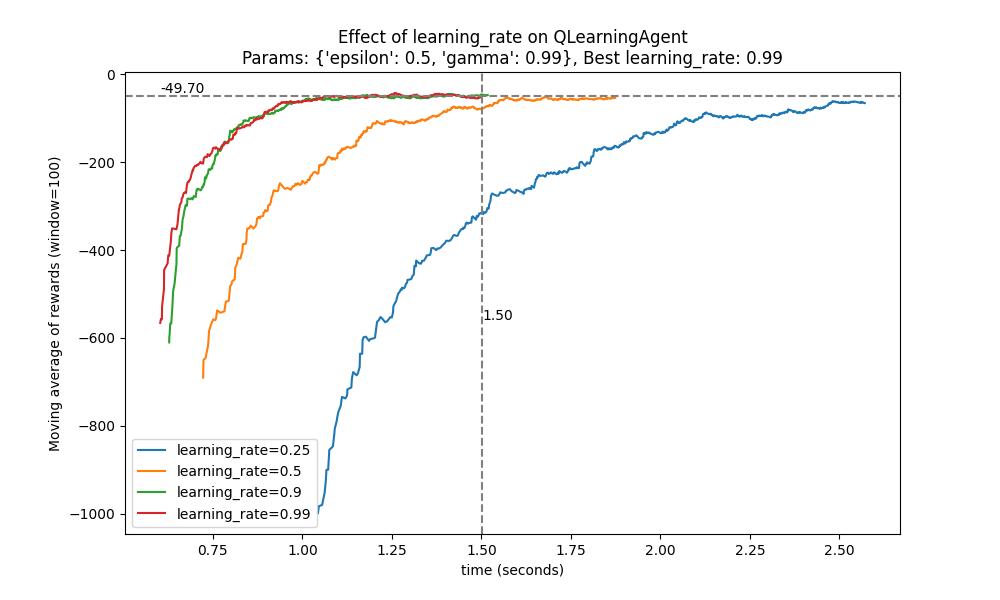 Effect of learning_rate on QLearningAgent
Params: {'epsilon': 0.5, 'gamma': 0.99}, Best learning_rate: 0.99
Moving average of rewards (window=100)
0
−200
−400
−600
−800
−1000
-49.70
1.50
learning_rate=0.25
learning_rate=0.5
learning_rate=0.9
learning_rate=0.99
0.75
1.00
1.25
1.50
1.75
2.00
2.25
2.50
time (seconds)